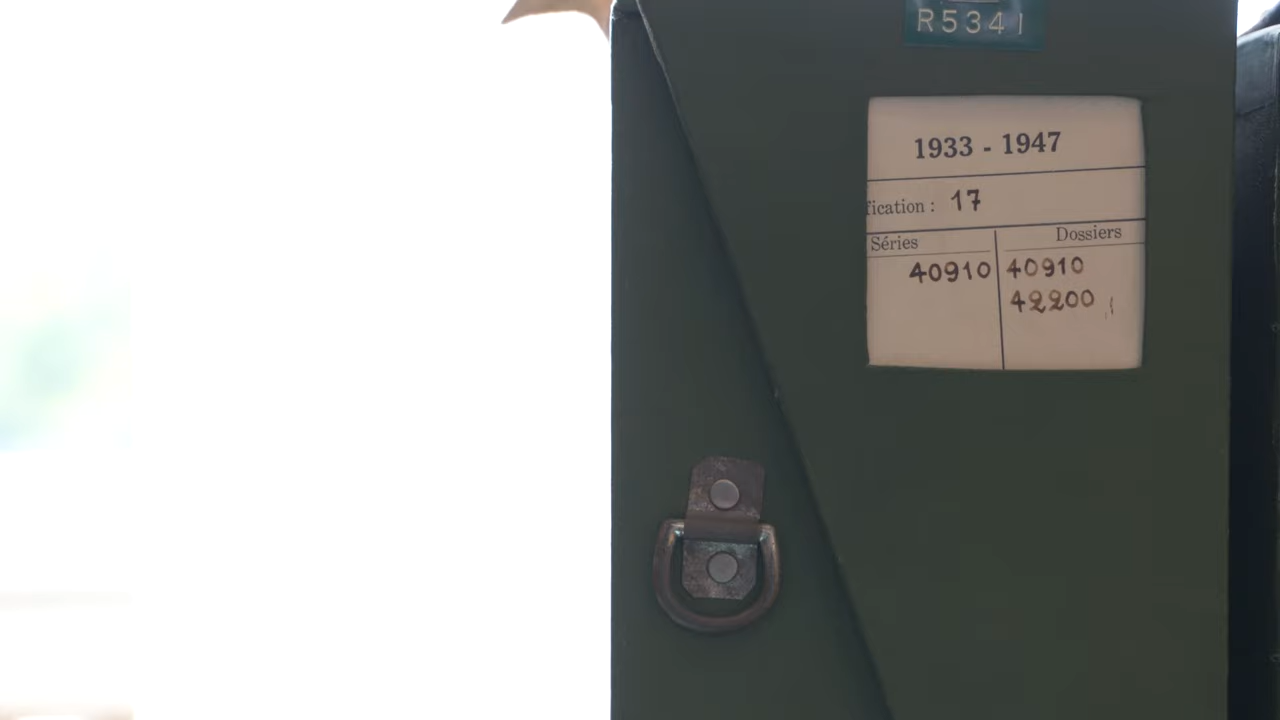 R5341
1933 - 1947
fication : 17
Séries
Dossiers
40910
40910
42200